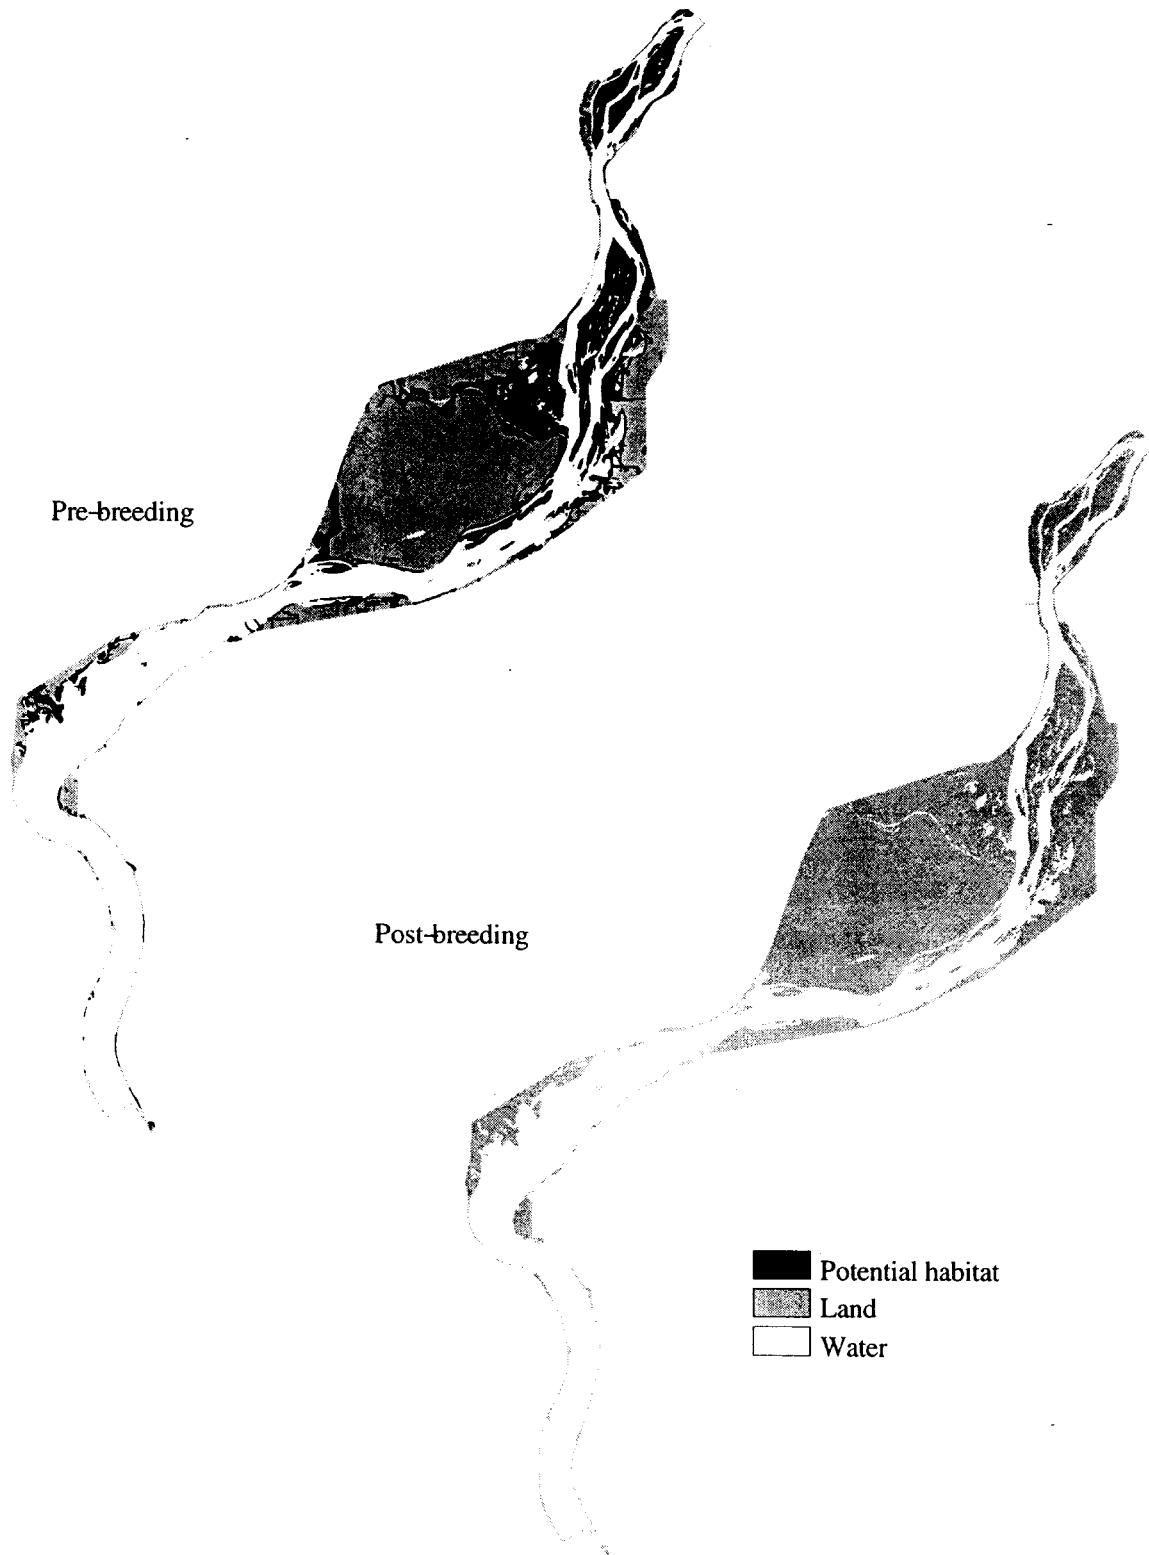 Pre-breeding
Post-breeding
Potential habitat
Land
Water